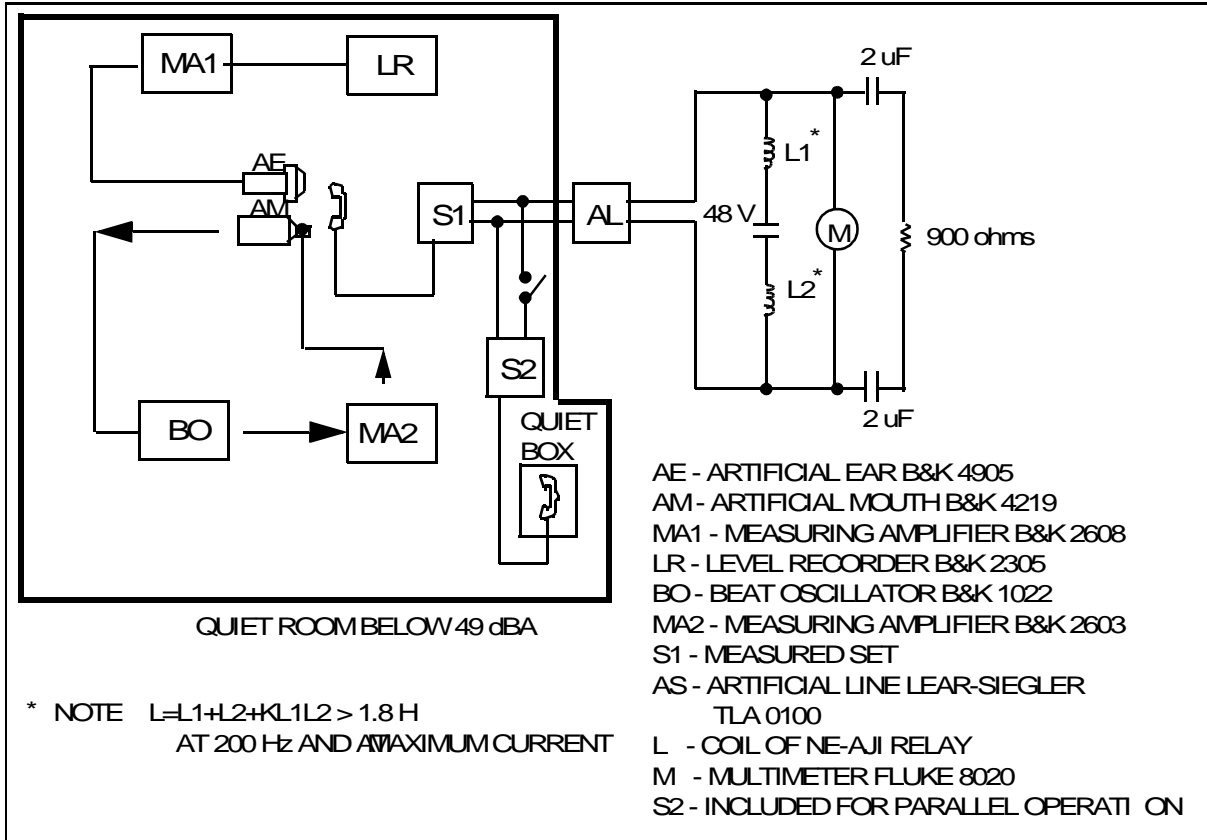 MA1
LR
2 uF
AE
AM
L1*
S1
AL
48 V
M
900 ohms
L2*
S2
BO
MA2
QUIET
BOX
2 uF
QUIET ROOM BELOW 49 dBA
AE - ARTIFICIAL EAR B&K 4905
AM - ARTIFICIAL MOUTH B&K 4219
MA1 - MEASURING AMPLIFIER B&K 2608
LR - LEVEL RECORDER B&K 2305
BO - BEAT OSCILLATOR B&K 1022
MA2 - MEASURING AMPLIFIER B&K 2603
S1 - MEASURED SET
AS - ARTIFICIAL LINE LEAR-SIEGLER
TLA 0100
L - COIL OF NE-AJI RELAY
M - MULTIMETER FLUKE 8020
S2 - INCLUDED FOR PARALLEL OPERATI ON
* NOTE L=L1+L2+KL1L2 > 1.8 H
AT 200 Hz AND AT MAXIMUM CURRENT